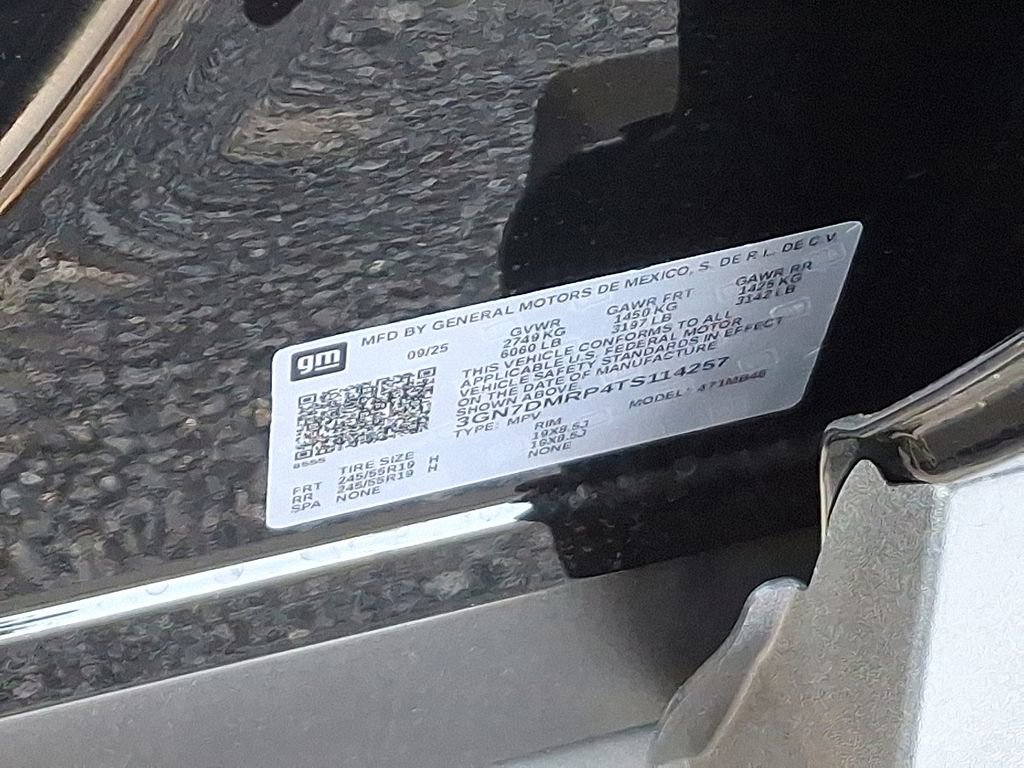 gm
MFD BY GENERAL MOTORS DE MEXICO, S. DE R.L. DE C.V.
09/25
GVWR GAWR FRT GAWR RR
2749 KG 1450 KG 1425 KG
6060 LB 3197 LB 3142 LB
THIS VEHICLE CONFORMS TO ALL
APPLICABLE U.S. FEDERAL MOTOR
VEHICLE SAFETY STANDARDS IN EFFECT
ON THE DATE OF MANUFACTURE
SHOWN ABOVE.
3GN7DMRP4TS114257
TYPE: MPV MODEL: 471MB46
8555
TIRE SIZE RIM
FRT 245/55R19 H 19X8.5J
RR 245/55R19 H 19X8.5J
SPA NONE NONE